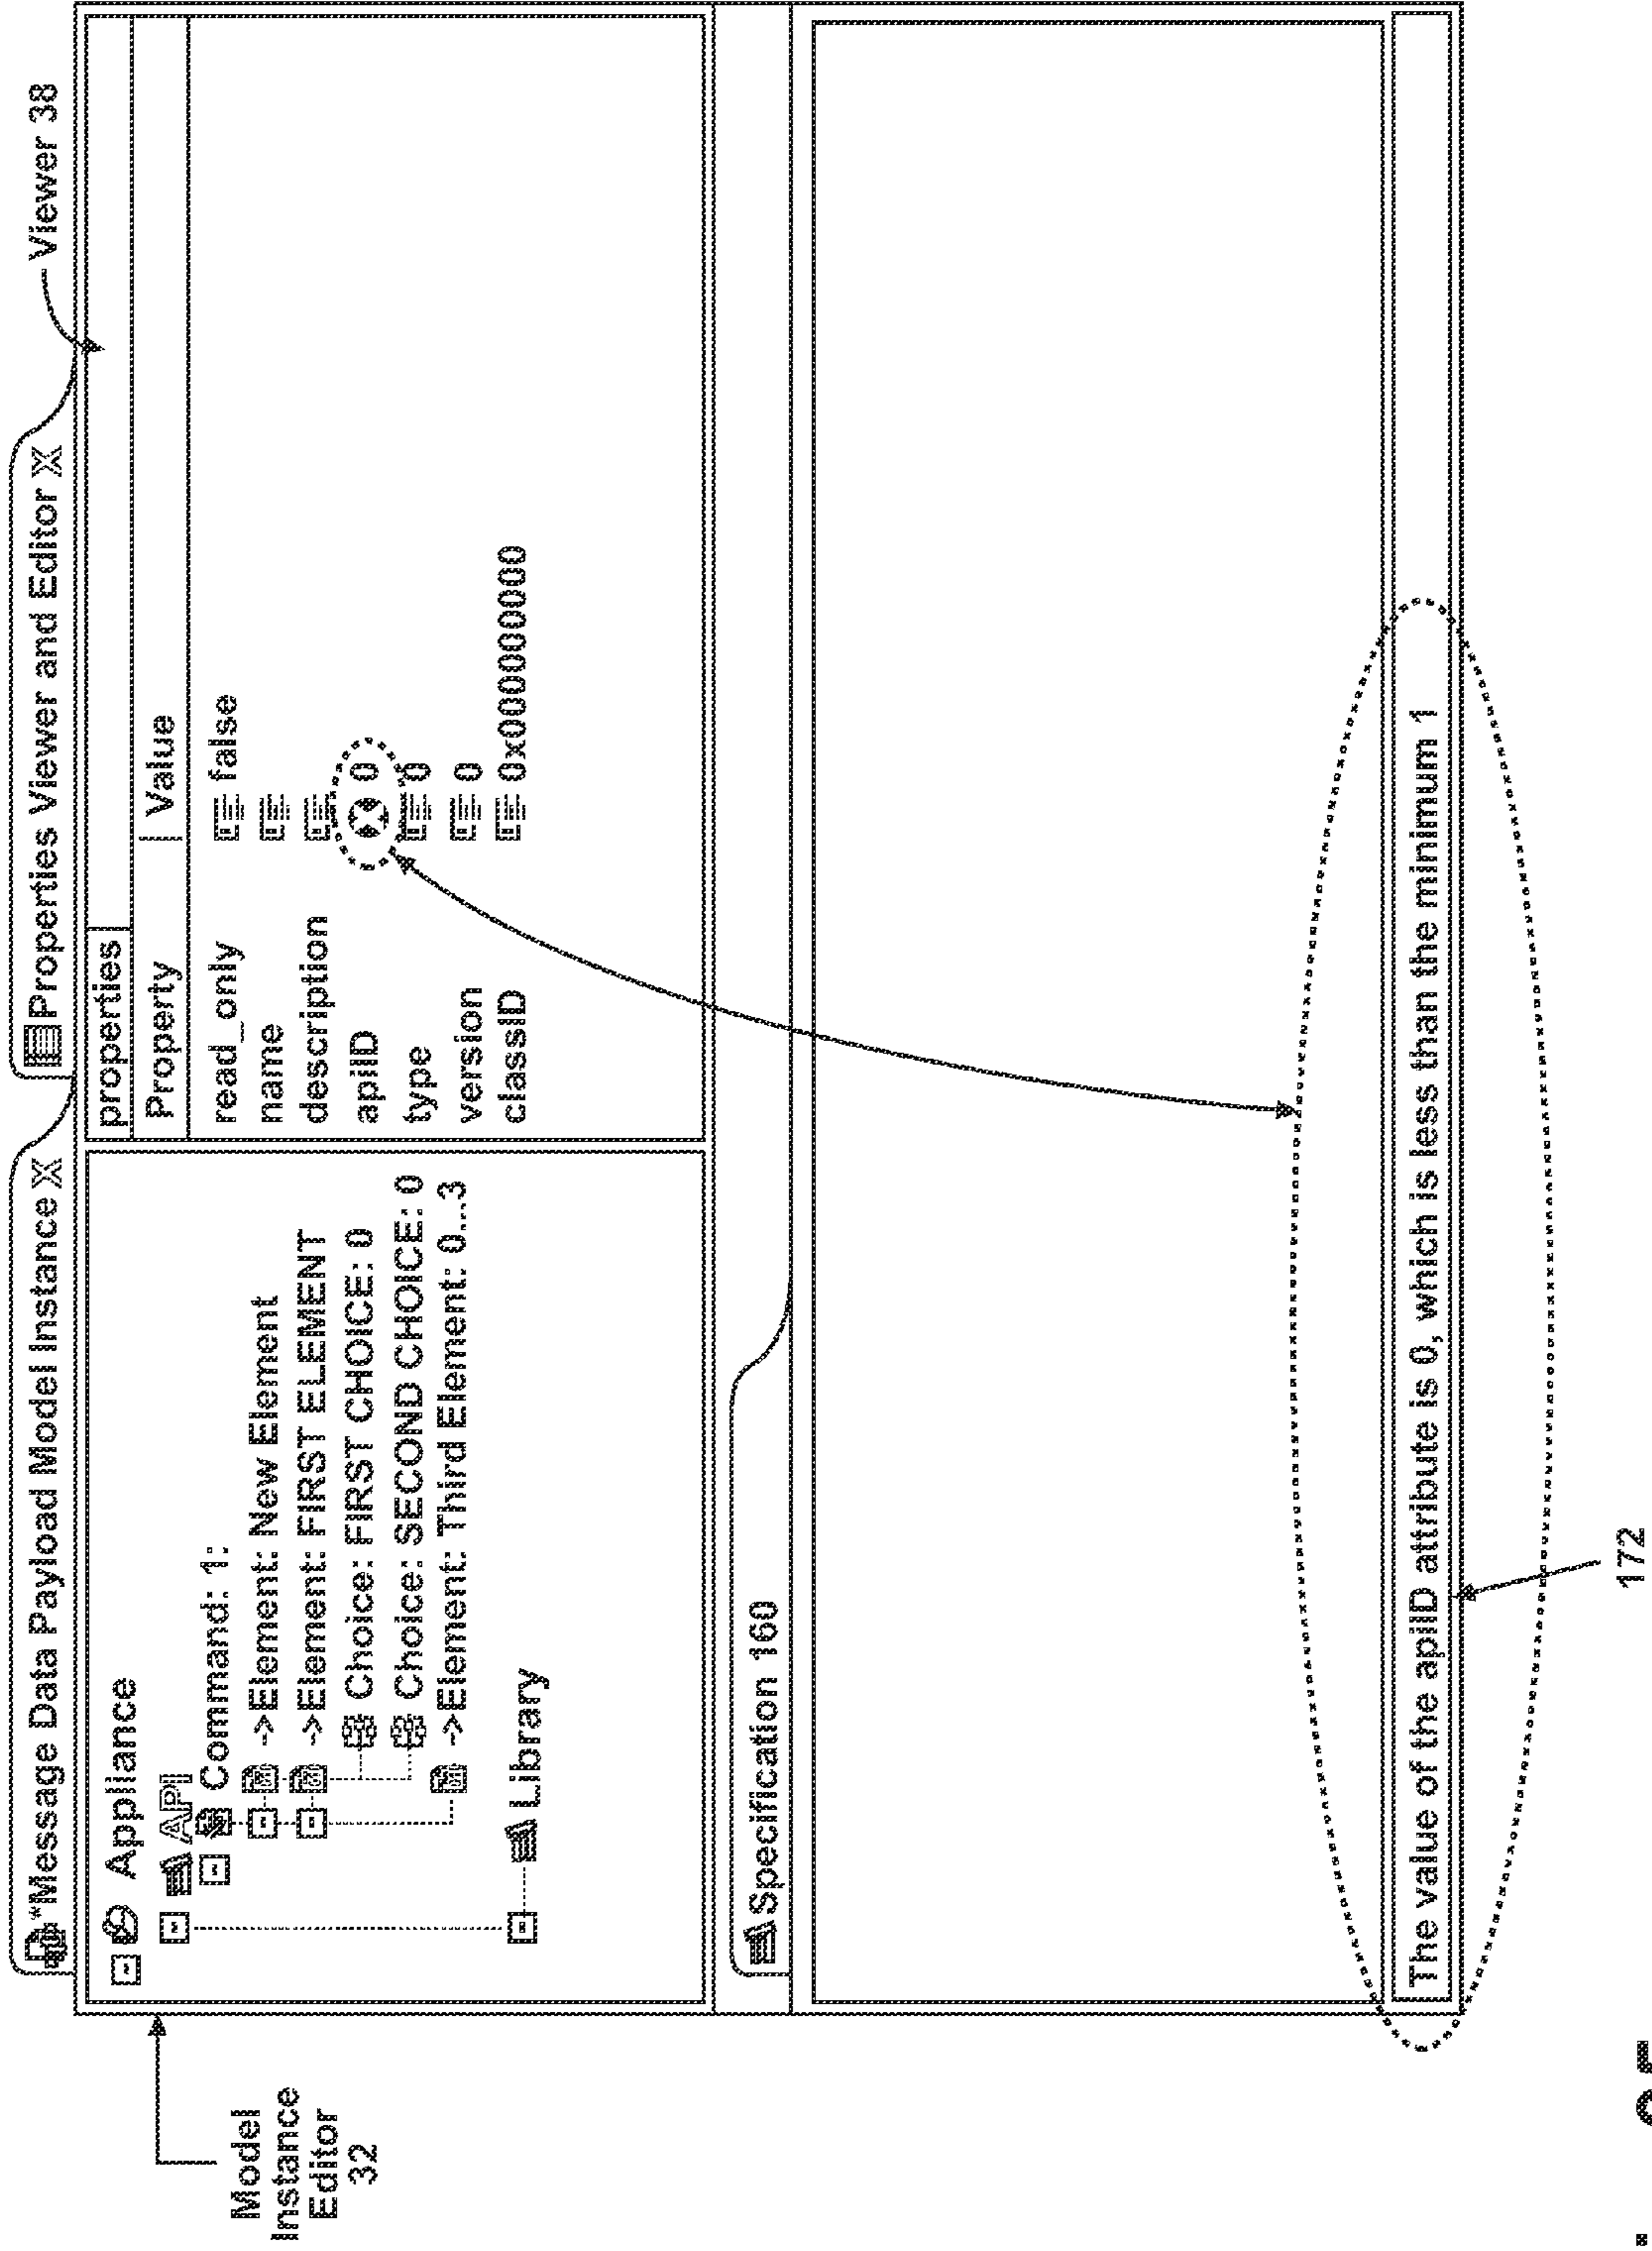 *Message Data Payload Model Instance X
Properties Viewer and Editor X
Viewer 38
Model
Instance
Editor
32
Appliance
API
Command: 1:
->Element: New Element
->Element: FIRST ELEMENT
Choice: FIRST CHOICE: 0
Choice: SECOND CHOICE: 0
->Element: Third Element: 0...3
Library
properties
Property | Value
read_only false
name
description
apiID 0
type 0
version 0
classID 0x00000000
Specification 160
The value of the apiID attribute is 0, which is less than the minimum 1
172